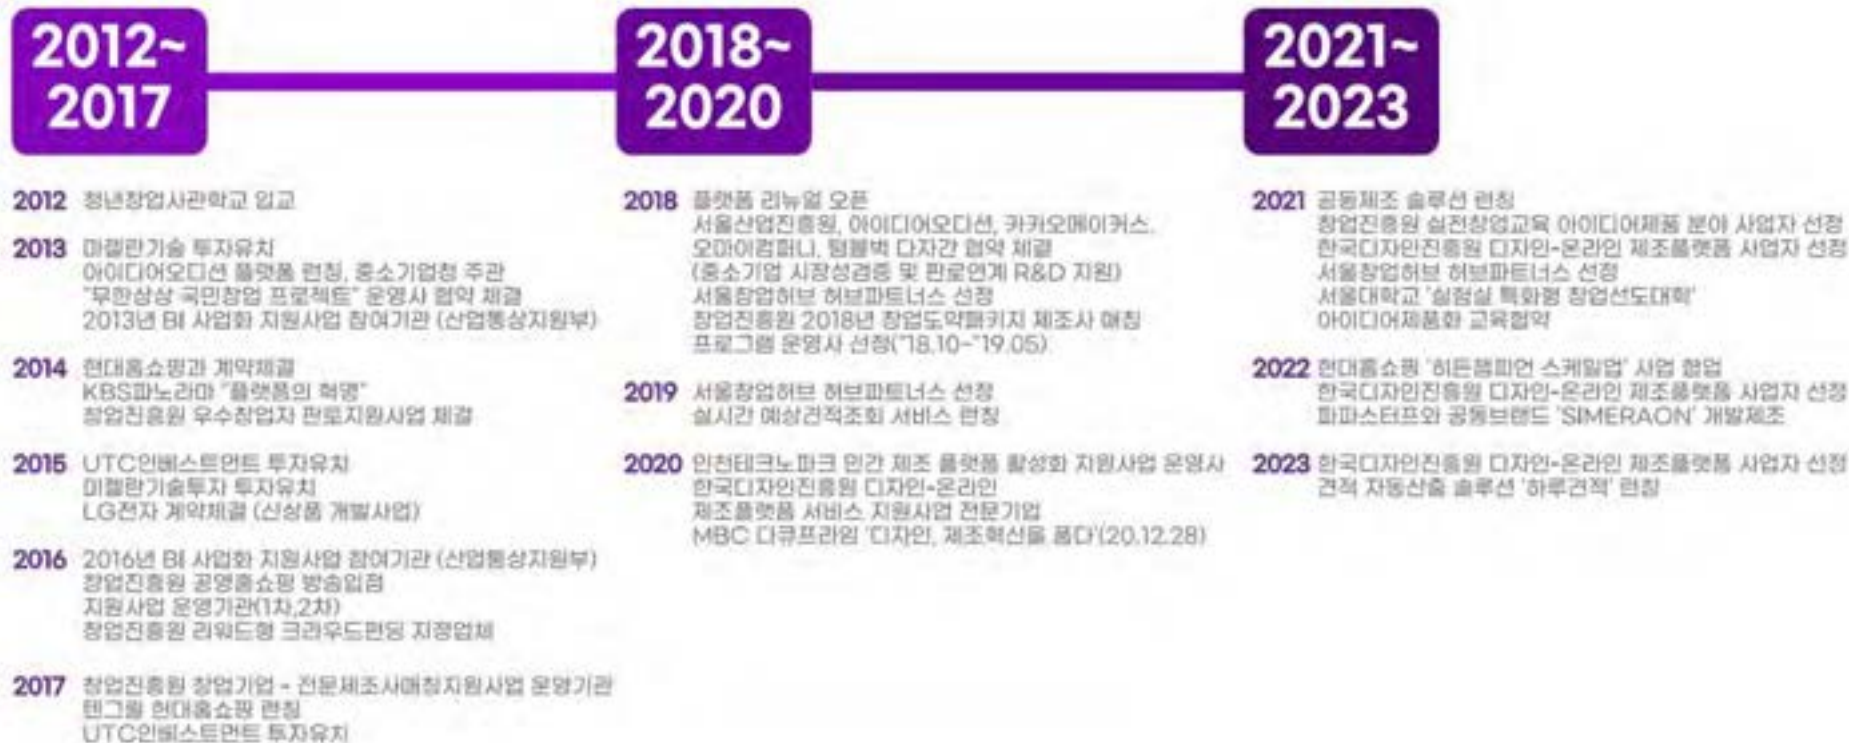 2012~
2017
2012 청년창업사관학교 입교
2013 마젤란기술 투자유치
아이디어오디션 플랫폼 런칭, 중소기업청 주관
"무한상상 국민창업 프로젝트" 운영사 협약 체결
2013년 BI 사업화 지원사업 참여기관 (산업통상지원부)
2014 현대홈쇼핑과 계약체결
KBS파노라마 "플랫폼의 혁명"
창업진흥원 우수창업자 판로지원사업 체결
2015 UTC인베스트먼트 투자유치
미젤란기술투자 투자유치
LG전자 계약체결 (신상품 개발사업)
2016 2016년 BI 사업화 지원사업 참여기관 (산업통상지원부)
창업진흥원 공영홈쇼핑 방송입점
지원사업 운영기관(1차,2차)
창업진흥원 리워드형 크라우드펀딩 지정업체
2017 창업진흥원 창업기업 - 전문제조사매칭지원사업 운영기관
텐그릴 현대홈쇼핑 런칭
UTC인베스트먼트 투자유치
2018~
2020
2018 플랫폼 리뉴얼 오픈
서울산업진흥원, 아이디어오디션, 카카오메이커스,
오마이컴퍼니, 텀블벅 다자간 협약 체결
(중소기업 시장성검증 및 판로연계 R&D 지원)
서울창업허브 허브파트너스 선정
창업진흥원 2018년 창업도약패키지 제조사 매칭
프로그램 운영사 선정("18.10~"19.05)
2019 서울창업허브 허브파트너스 선정
실시간 예상견적조회 서비스 런칭
2020 인천테크노파크 민간 제조 플랫폼 활성화 지원사업 운영사
한국디자인진흥원 디자인-온라인
제조플랫폼 서비스 지원사업 전문기업
MBC 다큐프라임 '디자인, 제조혁신을 품다'(20.12.28)
2021~
2023
2021 공동제조 솔루션 런칭
창업진흥원 실전창업교육 아이디어제품 분야 사업자 선정
한국디자인진흥원 디자인-온라인 제조플랫폼 사업자 선정
서울창업허브 허브파트너스 선정
서울대학교 '실험실 특화형 창업선도대학'
아이디어제품화 교육협약
2022 현대홈쇼핑 '히든챔피언 스케일업' 사업 협업
한국디자인진흥원 디자인-온라인 제조플랫폼 사업자 선정
파파스터프와 공동브랜드 'SIMERAON' 개발제조
2023 한국디자인진흥원 디자인-온라인 제조플랫폼 사업자 선정
견적 자동산출 솔루션 '하루견적' 런칭